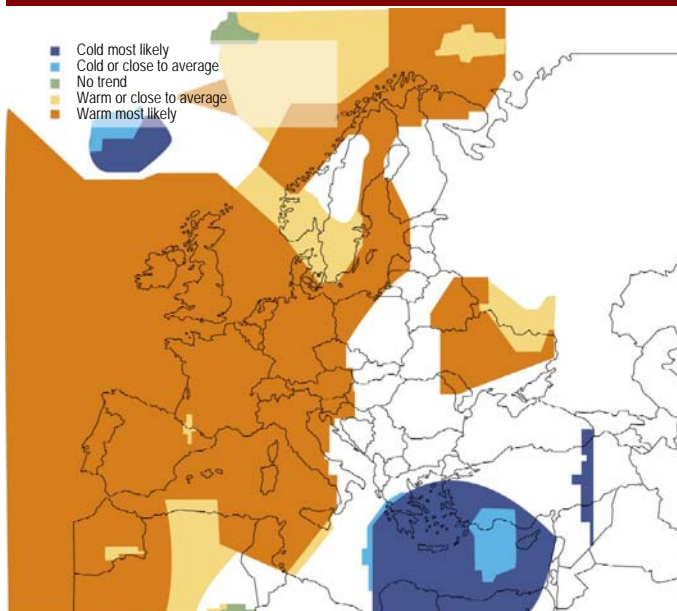 Cold most likely
Cold or close to average
No trend
Warm or close to average
Warm most likely